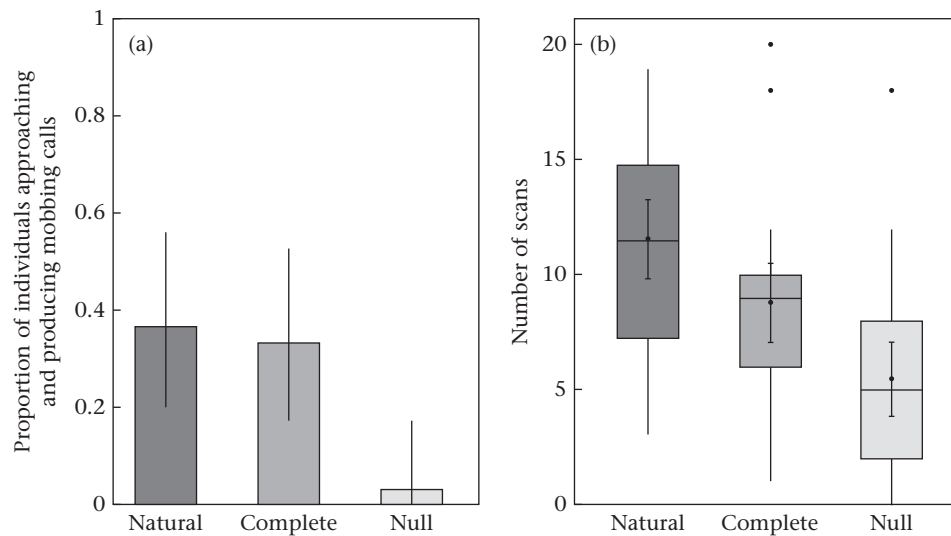 (a)
Proportion of individuals approaching
and producing mobbing calls
1
0.8
0.6
0.4
0.2
0
Natural
Complete
Null
(b)
Number of scans
20
15
10
5
0
Natural
Complete
Null